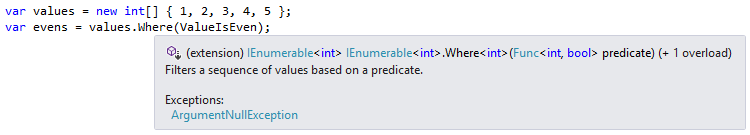 var values = new int[] { 1, 2, 3, 4, 5 };
var evens = values.Where(ValueIsEven);
(extension) IEnumerable<int> IEnumerable<int>.Where<int>(Func<int, bool> predicate) (+ 1 overload)
Filters a sequence of values based on a predicate.
Exceptions:
ArgumentNullException